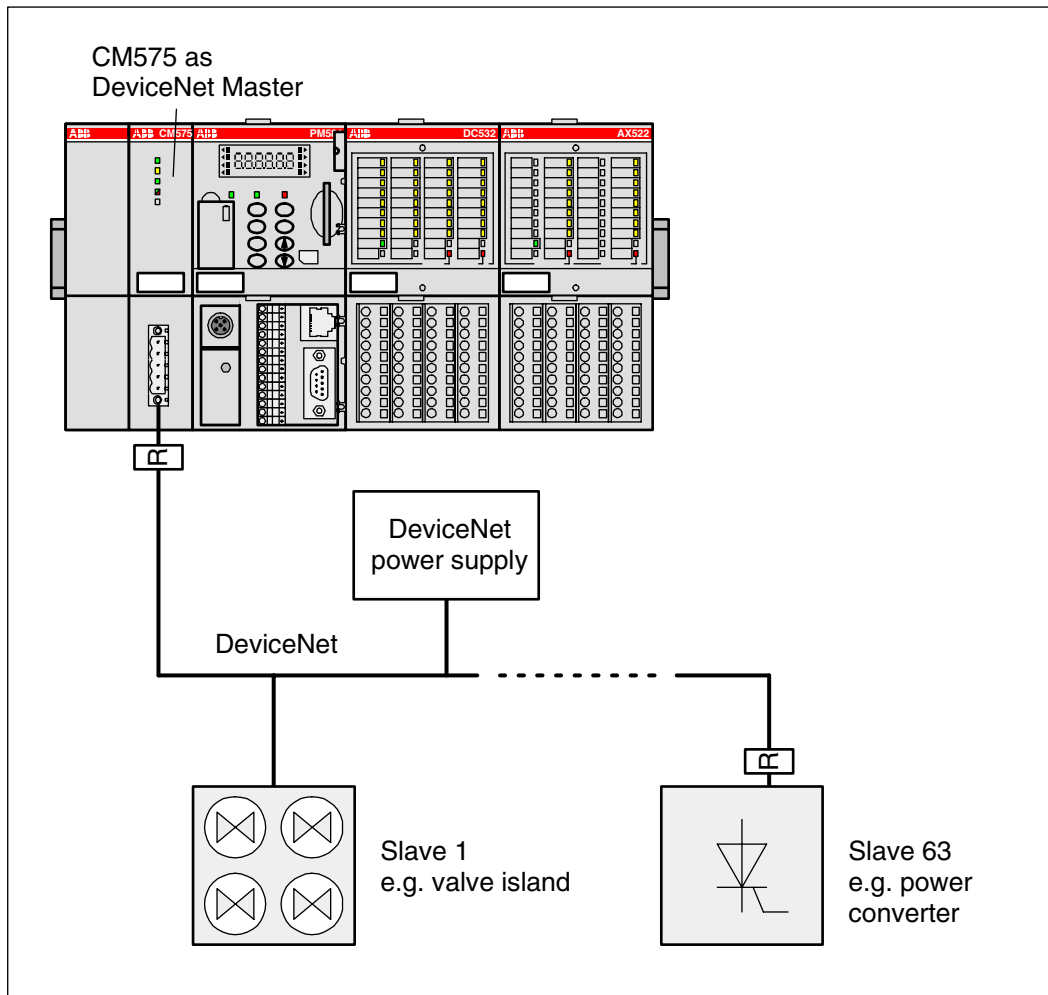 CM575 as
DeviceNet Master
ABB
ABB CM575
ABB
ABB DC532
ABB AX522
R
DeviceNet
power supply
DeviceNet
R
Slave 1
e.g. valve island
Slave 63
e.g. power
converter